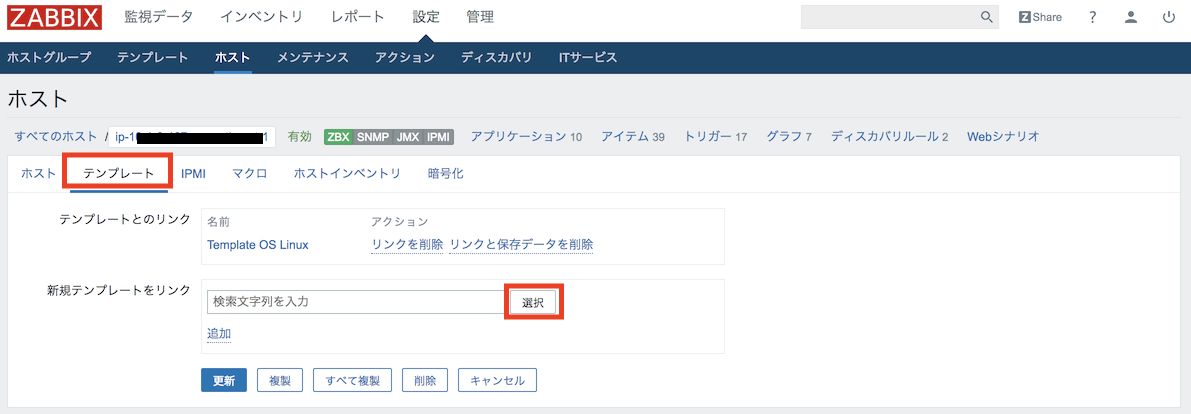 ZABBIX 監視データ インベントリ レポート 設定 管理 Z Share ?
ホストグループ テンプレート ホスト メンテナンス アクション ディスカバリ ITサービス
ホスト
すべてのホスト / ip-10 1 有効 ZBX SNMP JMX IPMI アプリケーション 10 アイテム 39 トリガー 17 グラフ 7 ディスカバリルール 2 Webシナリオ
ホスト テンプレート IPMI マクロ ホストインベントリ 暗号化
テンプレートとのリンク 名前 アクション
Template OS Linux リンクを削除 リンクと保存データを削除
新規テンプレートをリンク 検索文字列を入力 選択
追加
更新 複製 すべて複製 削除 キャンセル